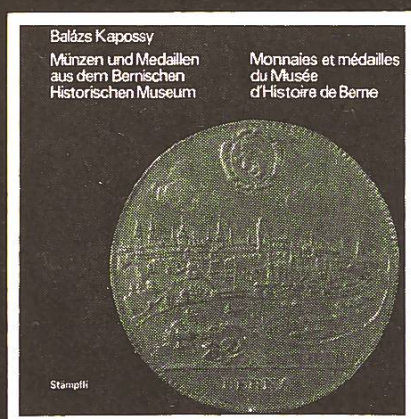 Balázs Kapossy
Münzen und Medaillen
aus dem Bernischen
Historischen Museum
Monnaies et médailles
du Musée
d'Histoire de Berne
Stämpfli